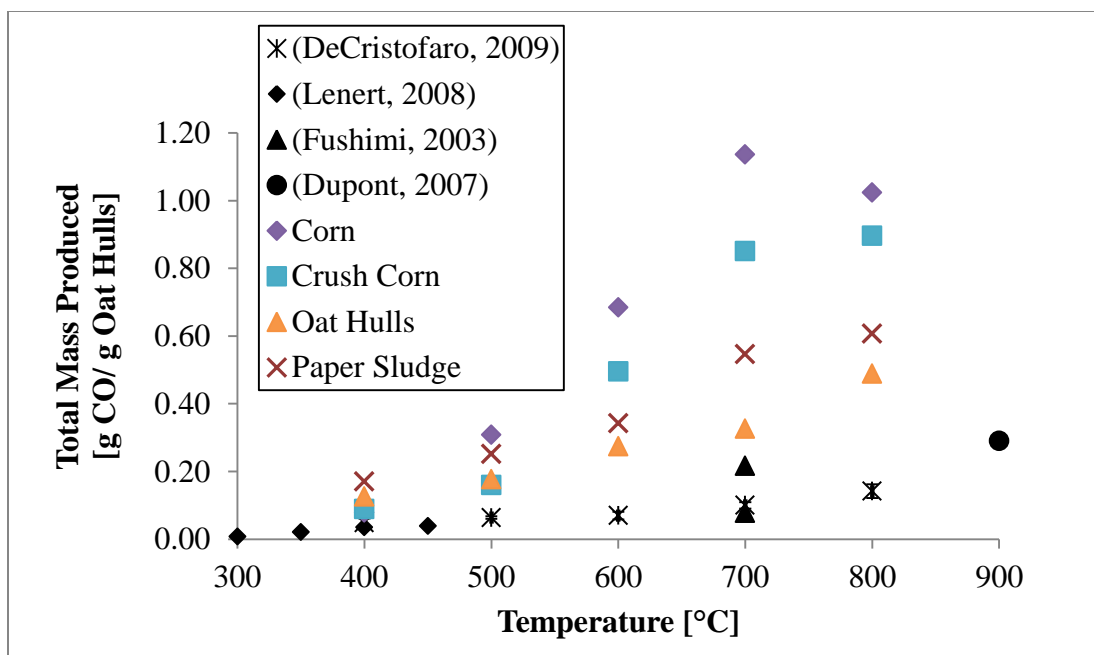 (DeCristofaro, 2009)
(Lenert, 2008)
(Fushimi, 2003)
(Dupont, 2007)
Corn
Crush Corn
Oat Hulls
Paper Sludge
Total Mass Produced
[g CO/ g Oat Hulls]
1.20
1.00
0.80
0.60
0.40
0.20
0.00
300 400 500 600 700 800 900
Temperature [°C]